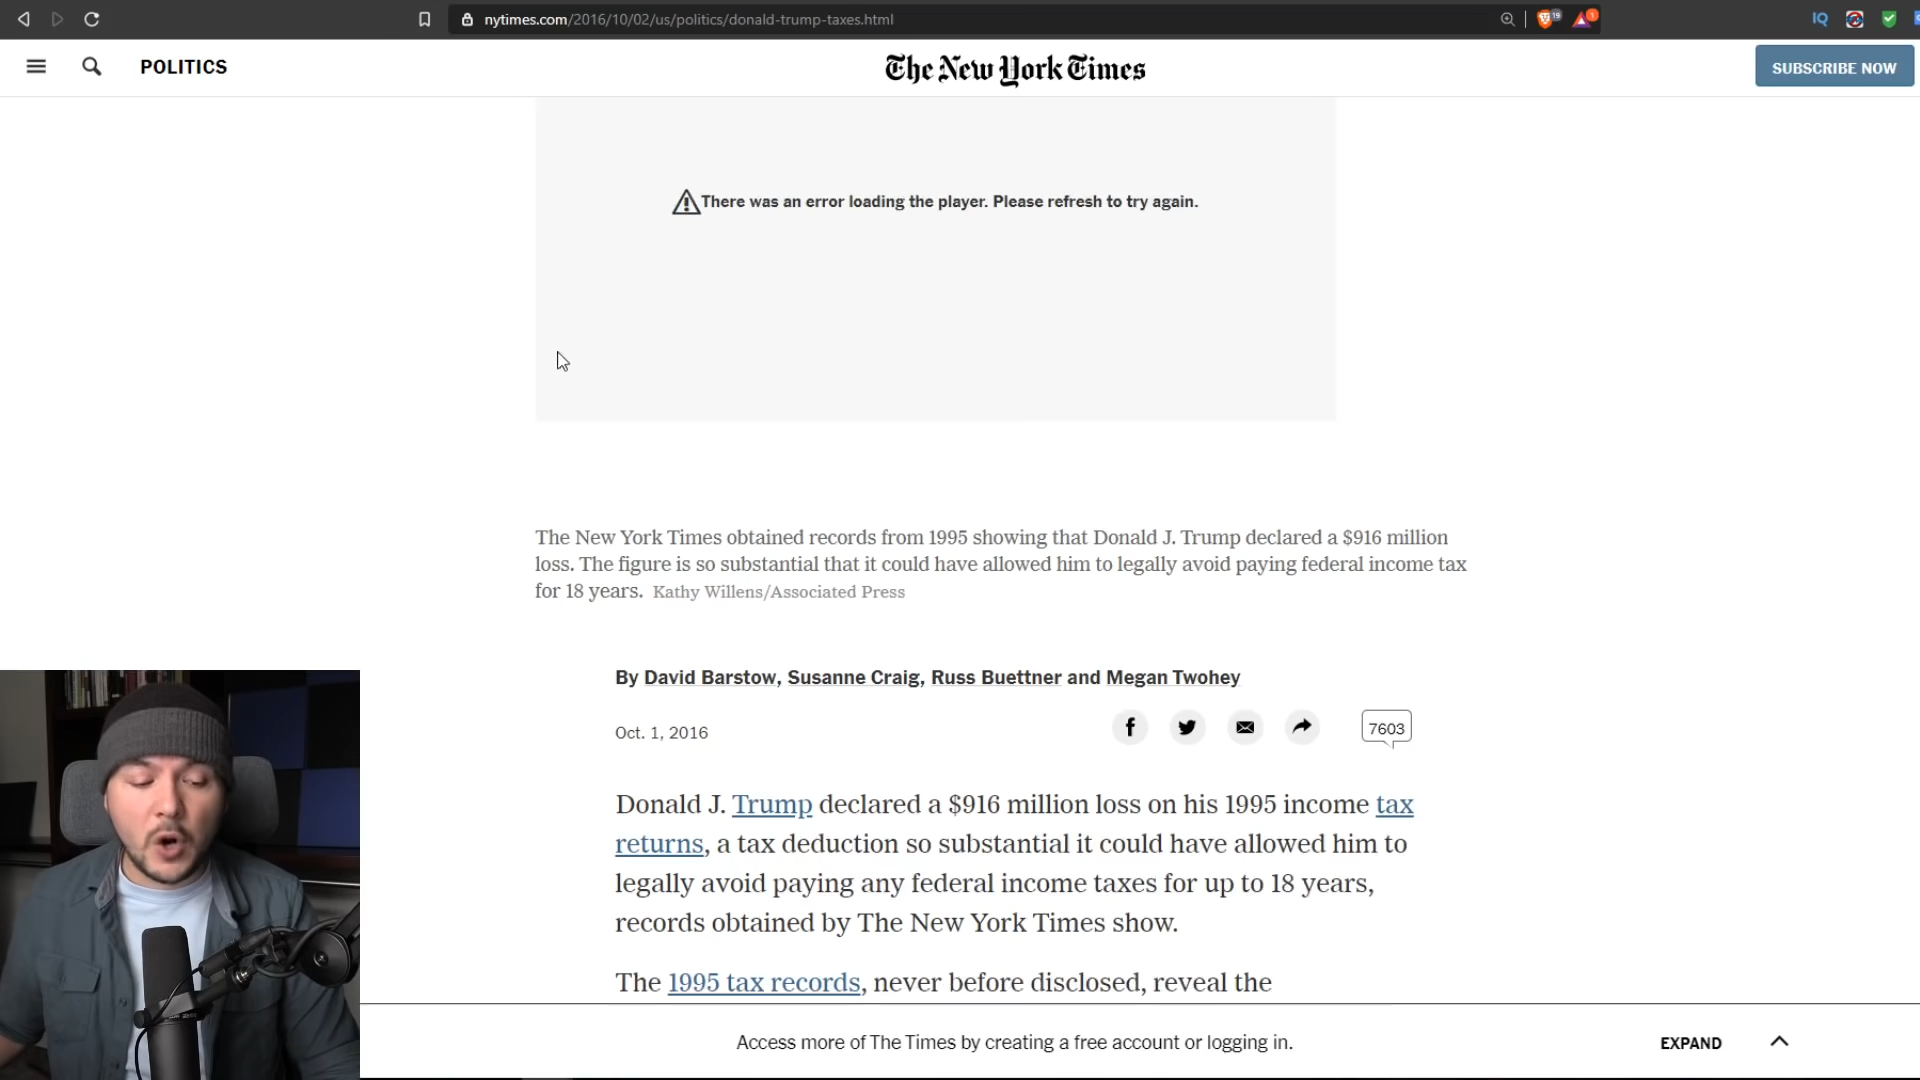 nytimes.com/2016/10/02/us/politics/donald-trump-taxes.html
19
1
IQ
POLITICS
The New York Times
SUBSCRIBE NOW
There was an error loading the player. Please refresh to try again.
The New York Times obtained records from 1995 showing that Donald J. Trump declared a $916 million
loss. The figure is so substantial that it could have allowed him to legally avoid paying federal income tax
for 18 years. Kathy Willens/Associated Press
By David Barstow, Susanne Craig, Russ Buettner and Megan Twohey
Oct. 1, 2016
7603
Donald J. Trump declared a $916 million loss on his 1995 income tax
returns, a tax deduction so substantial it could have allowed him to
legally avoid paying any federal income taxes for up to 18 years,
records obtained by The New York Times show.
The 1995 tax records, never before disclosed, reveal the
Access more of The Times by creating a free account or logging in.
EXPAND